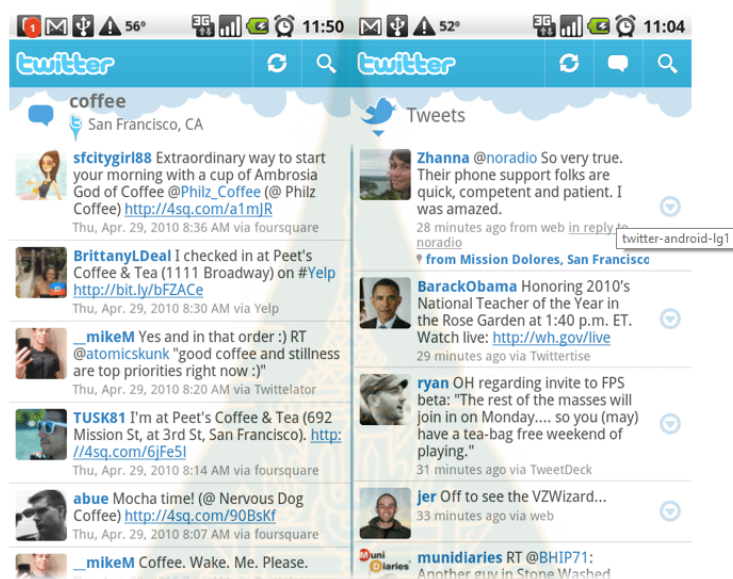 1 56° 3G 11:50
twitter
coffee
San Francisco, CA
sfcitygirl88 Extraordinary way to start
your morning with a cup of Ambrosia
God of Coffee @Philz_Coffee (@ Philz
Coffee) http://4sq.com/a1mJR
Thu, Apr. 29, 2010 8:36 AM via foursquare
BrittanyLDeal I checked in at Peet's
Coffee & Tea (1111 Broadway) on #Yelp
http://bit.ly/bFZACe
Thu, Apr. 29, 2010 8:30 AM via Yelp
__mikeM Yes and in that order :) RT
@atomicskunk "good coffee and stillness
are top priorities right now :)"
Thu, Apr. 29, 2010 8:20 AM via Twittelator
TUSK81 I'm at Peet's Coffee & Tea (692
Mission St, at 3rd St, San Francisco). http:
//4sq.com/6jFe5l
Thu, Apr. 29, 2010 8:14 AM via foursquare
abue Mocha time! (@ Nervous Dog
Coffee) http://4sq.com/90BsKf
Thu, Apr. 29, 2010 8:07 AM via foursquare
__mikeM Coffee. Wake. Me. Please.
52° 3G 11:04
twitter
Tweets
Zhanna @noradio So very true.
Their phone support folks are
quick, competent and patient. I
was amazed.
28 minutes ago from web in reply to
noradio
twitter-android-lg1
from Mission Dolores, San Francisco
BarackObama Honoring 2010's
National Teacher of the Year in
the Rose Garden at 1:40 p.m. ET.
Watch live: http://wh.gov/live
29 minutes ago via Twittertise
ryan OH regarding invite to FPS
beta: "The rest of the masses will
join in on Monday.... so you (may)
have a tea-bag free weekend of
playing."
31 minutes ago via TweetDeck
jer Off to see the VZWizard...
33 minutes ago via web
Muni
Diaries
munidiaries RT @BHIP71:
Another guy in Stone Washed